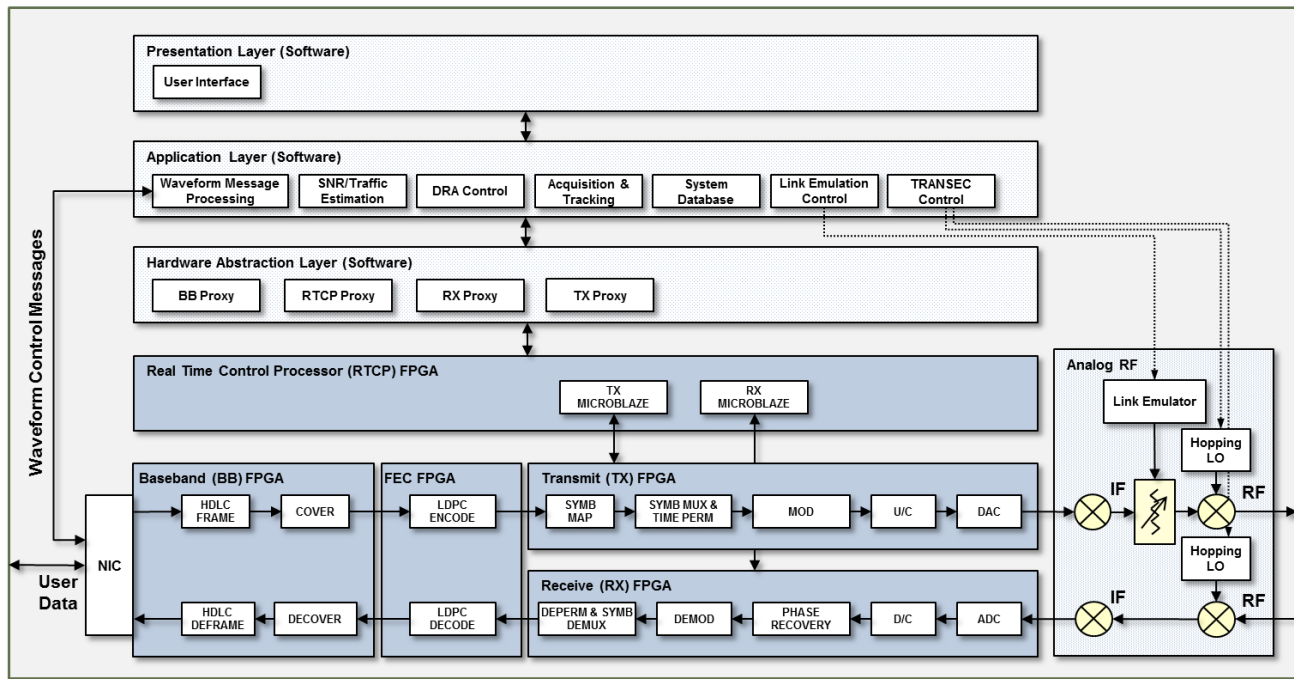 Presentation Layer (Software)
User Interface
Application Layer (Software)
Waveform Message
Processing
SNR/Traffic
Estimation
DRA Control
Acquisition &
Tracking
System
Database
Link Emulation
Control
TRANSEC
Control
Hardware Abstraction Layer (Software)
BB Proxy
RTCP Proxy
RX Proxy
TX Proxy
Waveform Control Messages
Real Time Control Processor (RTCP) FPGA
TX
MICROBLAZE
RX
MICROBLAZE
Analog RF
Link Emulator
Hopping
LO
Baseband (BB) FPGA
HDLC
FRAME
COVER
FEC FPGA
LDPC
ENCODE
Transmit (TX) FPGA
SYMB
MAP
SYMB MUX &
TIME PERM
MOD
U/C
DAC
IF
RF
NIC
User
Data
Hopping
LO
HDLC
DEFRAME
DECOVER
LDPC
DECODE
Receive (RX) FPGA
DEPERM & SYMB
DEMUX
DEMOD
PHASE
RECOVERY
D/C
ADC
IF
RF